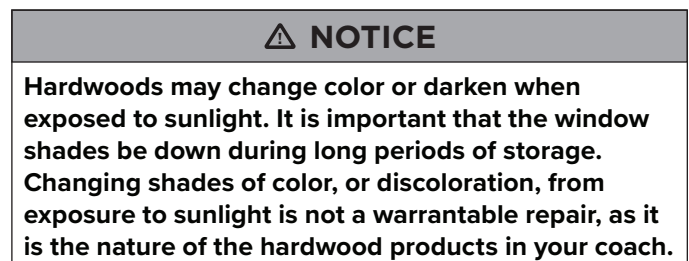 NOTICE
Hardwoods may change color or darken when
exposed to sunlight. It is important that the window
shades be down during long periods of storage.
Changing shades of color, or discoloration, from
exposure to sunlight is not a warrantable repair, as it
is the nature of the hardwood products in your coach.